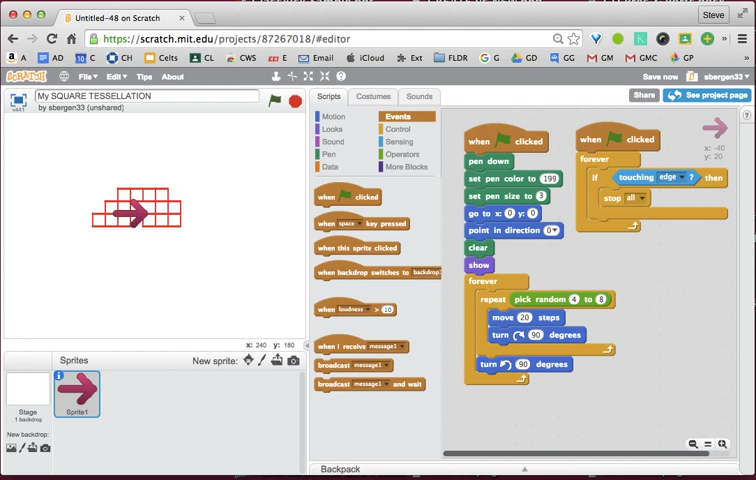 Untitled-48 on Scratch
Steve
https://scratch.mit.edu/projects/87267018/#editor
A AD CO BS CL CWS E Email iCloud Ext FLDR G GM GMC GP
SCRATCH File Edit Tips About Save now sbergen33
v441
My SQUARE TESSELLATION
by sbergen33 (unshared)
Share See project page
Scripts Costumes Sounds
Motion Events
Looks Control
Sound Sensing
Pen Operators
Data More Blocks
when clicked
when space key pressed
when this sprite clicked
when backdrop switches to backdrop1
when loudness > 10
when I receive message1
broadcast message1
broadcast message1 and wait
when clicked
pen down
set pen color to 199
set pen size to 3
go to x: 0 y: 0
point in direction 0
clear
show
forever
repeat pick random 4 to 8
move 20 steps
turn 90 degrees
turn 90 degrees
when clicked
forever
if touching edge ? then
stop all
x: -40
y: 20
x: 240 y: 180
Sprites New sprite:
Stage
1 backdrop
New backdrop:
Sprite1
Backpack